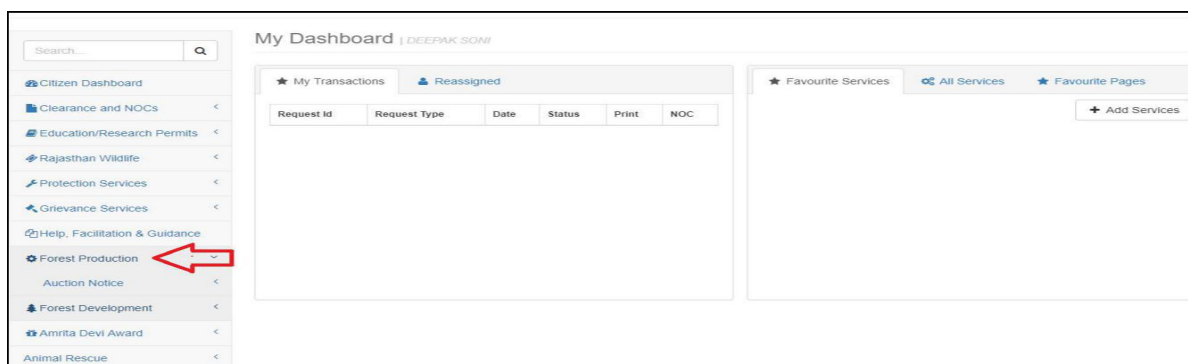 My Dashboard | DEEPAK SONI
Search...
Citizen Dashboard
Clearance and NOCs
Education/Research Permits
Rajasthan Wildlife
Protection Services
Grievance Services
Help, Facilitation & Guidance
Forest Production
Auction Notice
Forest Development
Amrita Devi Award
Animal Rescue
My Transactions Reassigned
Request Id Request Type Date Status Print NOC
Favourite Services All Services Favourite Pages
+ Add Services